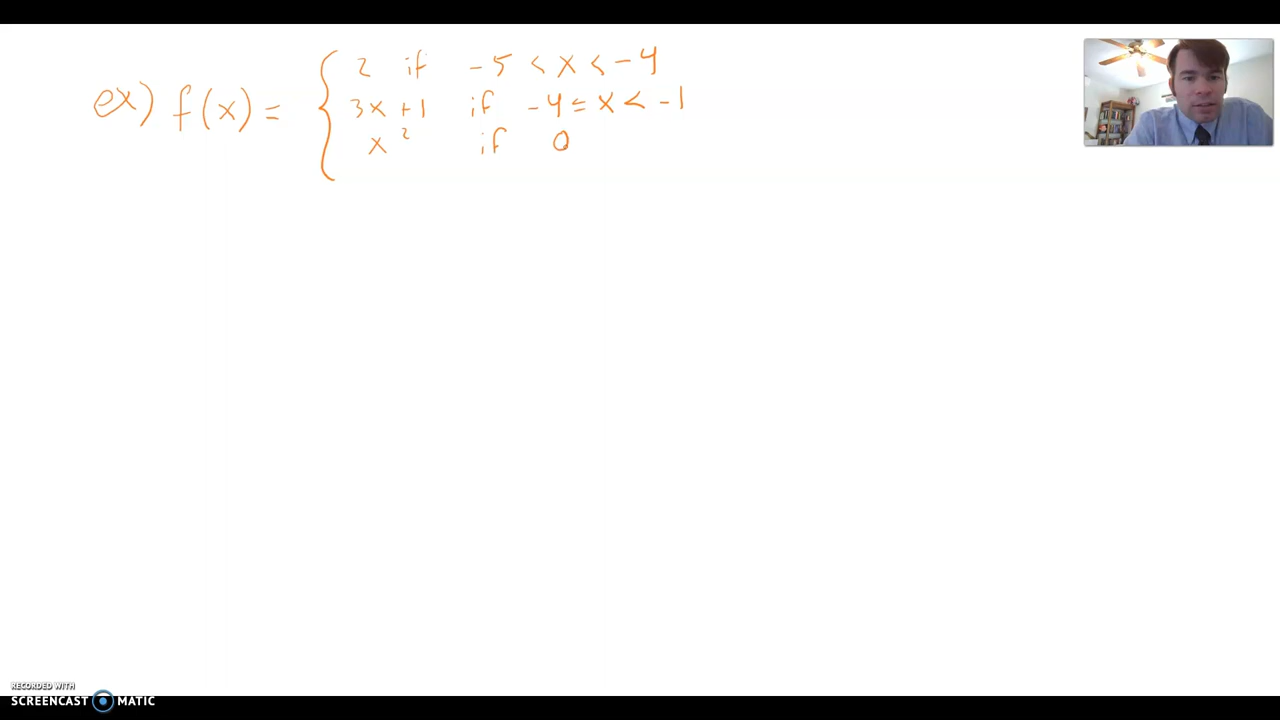 ex) f(x) = { 2 if -5 < x < -4
3x + 1 if -4 ≤ x < -1
x² if 0
RECORDED WITH
SCREENCAST MATIC